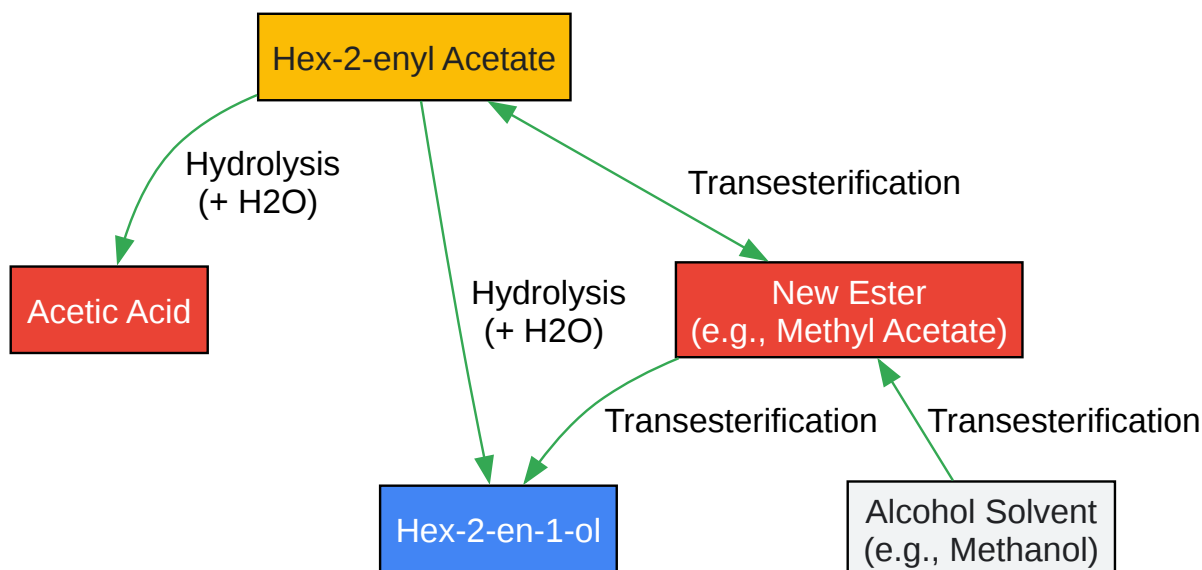 Hex-2-enyl Acetate
Hydrolysis
(+ H2O)
Transesterification
Acetic Acid
Hydrolysis
(+ H2O)
New Ester
(e.g., Methyl Acetate)
Transesterification
Transesterification
Hex-2-en-1-ol
Alcohol Solvent
(e.g., Methanol)